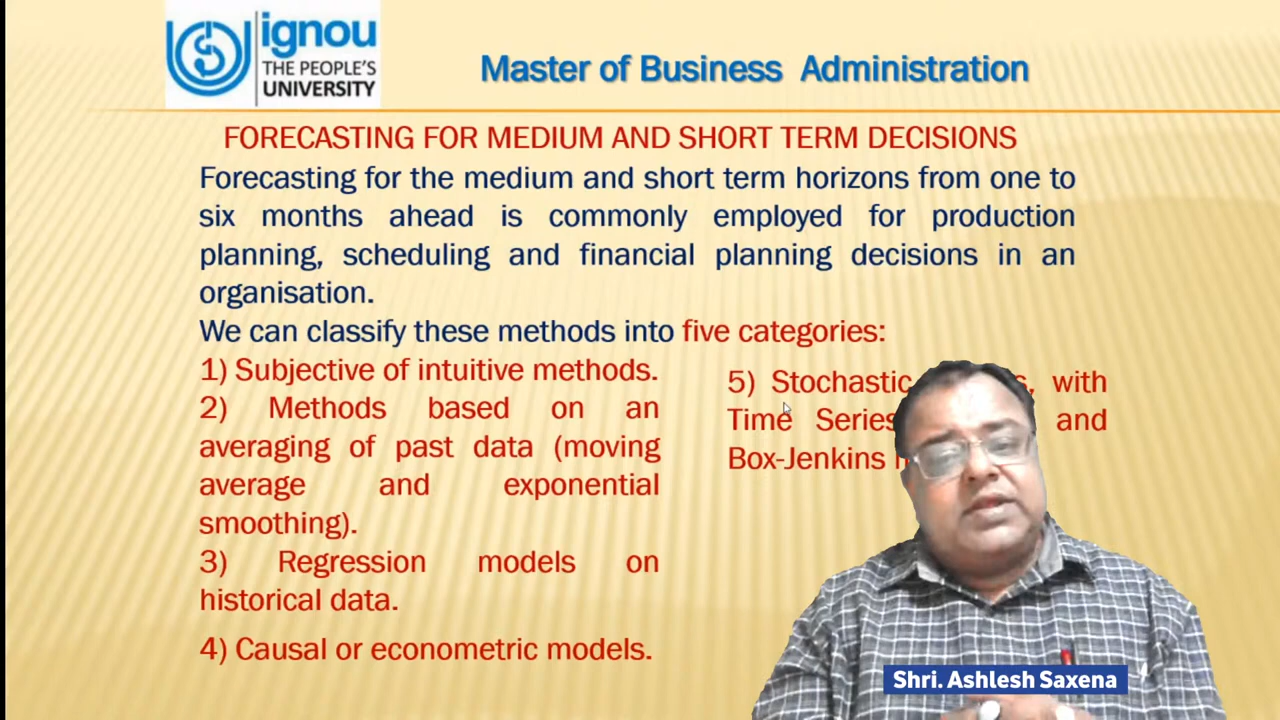 ignou
THE PEOPLE'S
UNIVERSITY
Master of Business Administration
FORECASTING FOR MEDIUM AND SHORT TERM DECISIONS
Forecasting for the medium and short term horizons from one to
six months ahead is commonly employed for production
planning, scheduling and financial planning decisions in an
organisation.
We can classify these methods into five categories:
1) Subjective of intuitive methods.
2) Methods based on an
averaging of past data (moving
average and exponential
smoothing).
3) Regression models on
historical data.
4) Causal or econometric models.
5) Stochastic with
Time Series and
Box-Jenkins
Shri. Ashlesh Saxena